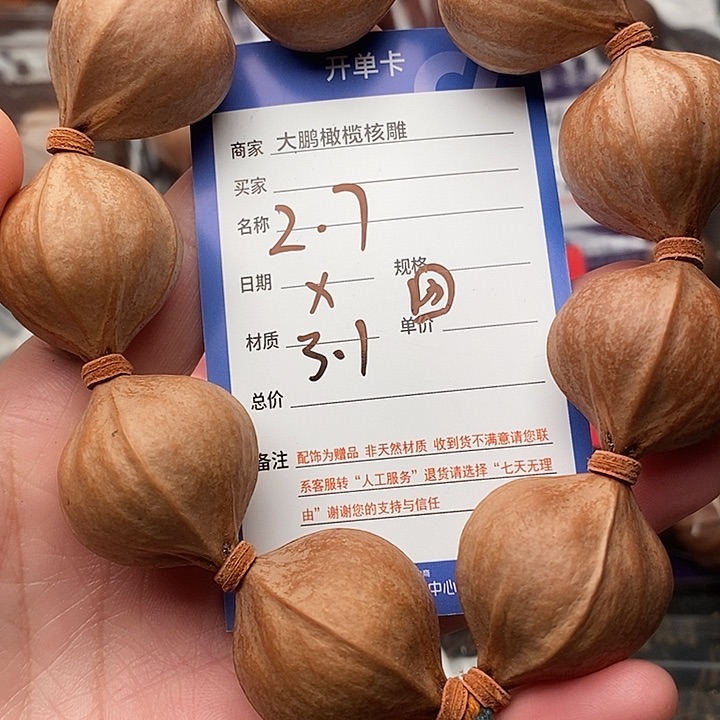 开单卡
商家 大鹏橄榄核雕
买家
名称 2.7
日期 x 规格
材质 3.1 单价
总价
备注 配饰为赠品 非天然材质 收到货不满意请您联
系客服转“人工服务”退货请选择“七天无理
由”谢谢您的支持与信任
中心